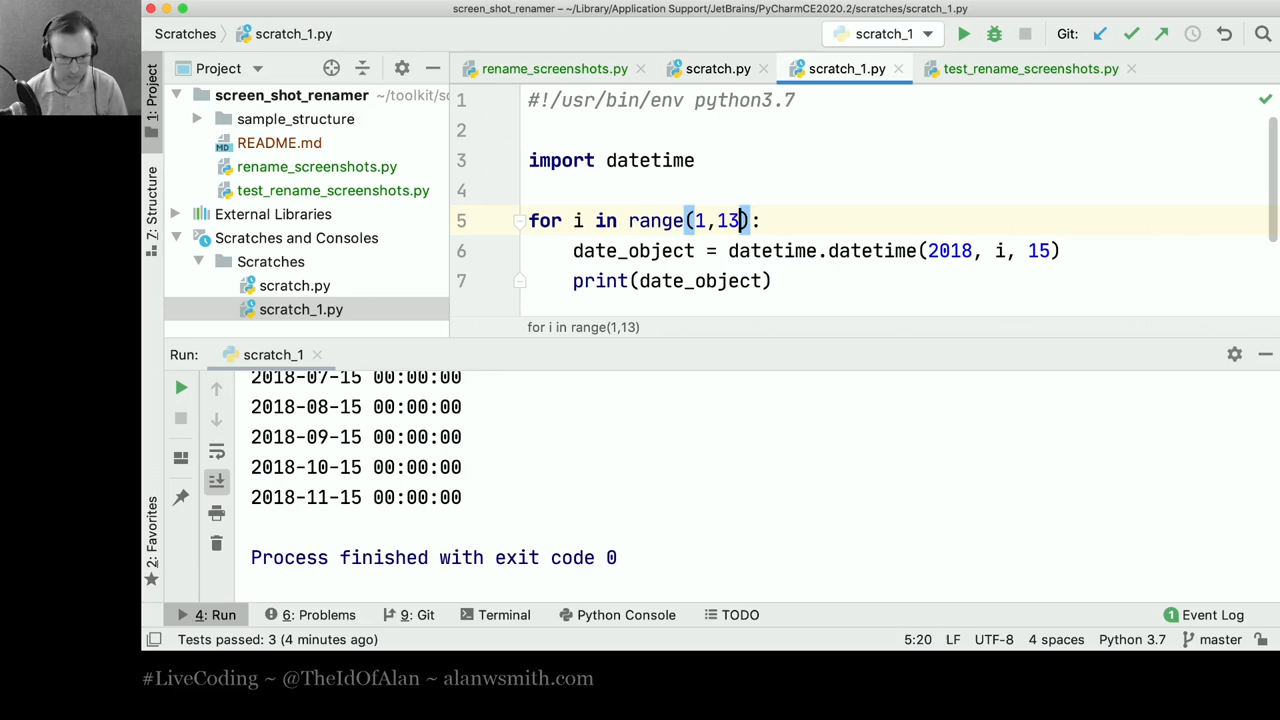 screen_shot_renamer – ~/Library/Application Support/JetBrains/PyCharmCE2020.2/scratches/scratch_1.py
Scratches scratch_1.py scratch_1 Git:
1: Project
7: Structure
2: Favorites
Project
rename_screenshots.py scratch.py scratch_1.py test_rename_screenshots.py
screen_shot_renamer ~/toolkit/sc
sample_structure
README.md
rename_screenshots.py
test_rename_screenshots.py
External Libraries
Scratches and Consoles
Scratches
scratch.py
scratch_1.py
1 #!/usr/bin/env python3.7
2
3 import datetime
4
5 for i in range(1,13):
6 date_object = datetime.datetime(2018, i, 15)
7 print(date_object)
for i in range(1,13)
Run: scratch_1
2018-07-15 00:00:00
2018-08-15 00:00:00
2018-09-15 00:00:00
2018-10-15 00:00:00
2018-11-15 00:00:00
Process finished with exit code 0
4: Run 6: Problems 9: Git Terminal Python Console TODO 1 Event Log
Tests passed: 3 (4 minutes ago) 5:20 LF UTF-8 4 spaces Python 3.7 master
#LiveCoding ~ @TheIdOfAlan ~ alanwsmith.com